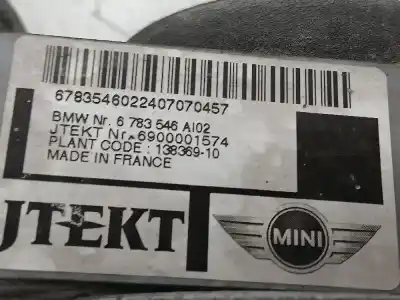 6783546022407070457
BMW Nr. 6 783 546 AI02
JTEKT Nr. 6900001574
PLANT CODE : 138369-10
MADE IN FRANCE
JTEKT
MINI